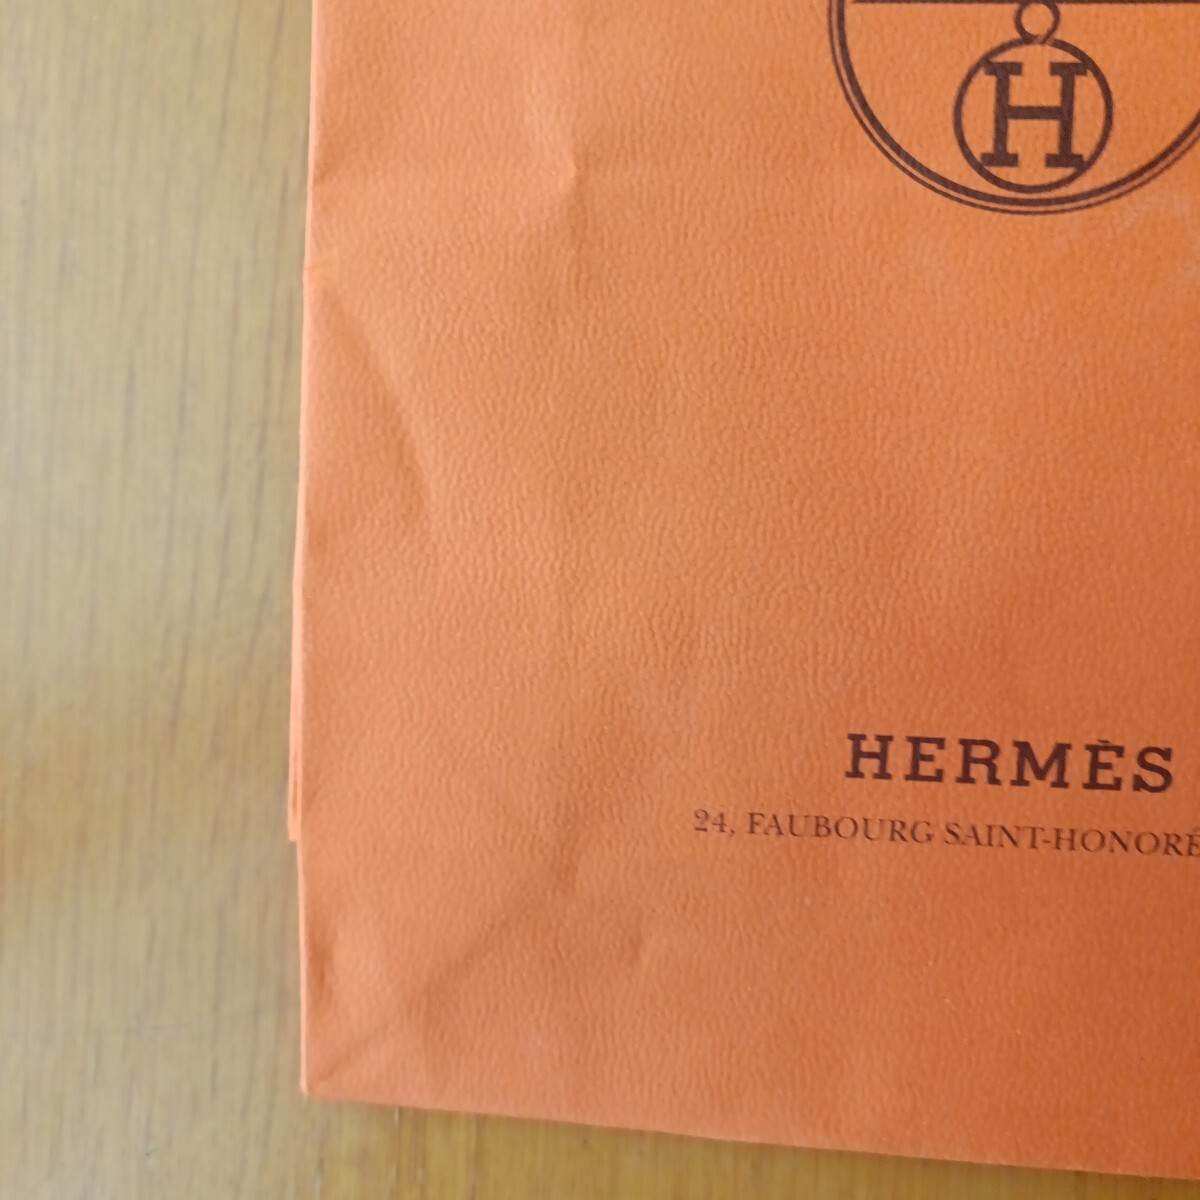 H
HERMÈS
24, FAUBOURG SAINT-HONORÉ